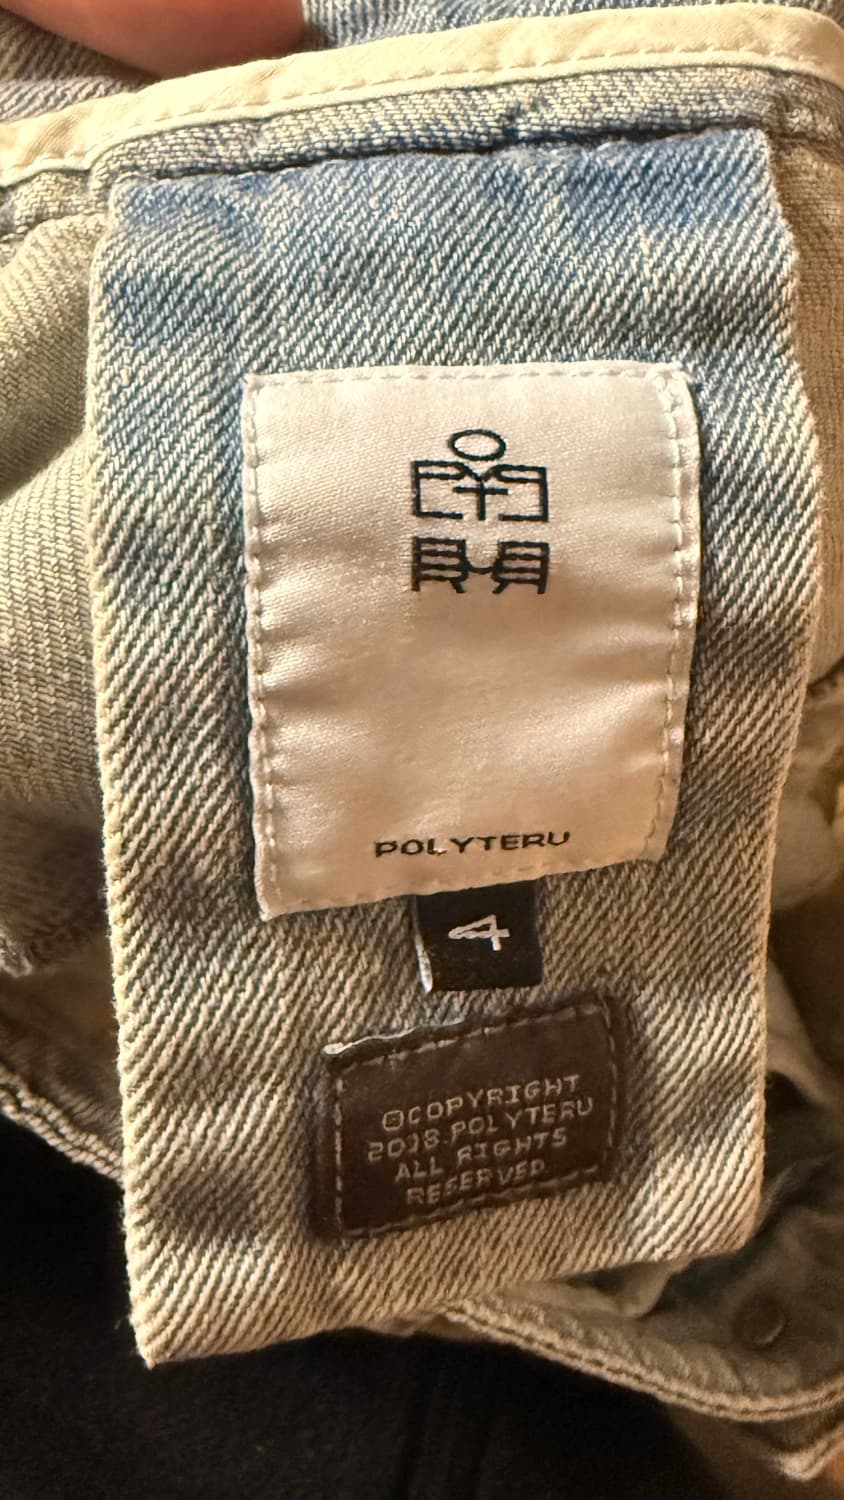 POLYTERU
4
©COPYRIGHT
2018 POLYTERU
ALL RIGHTS
RESERVED